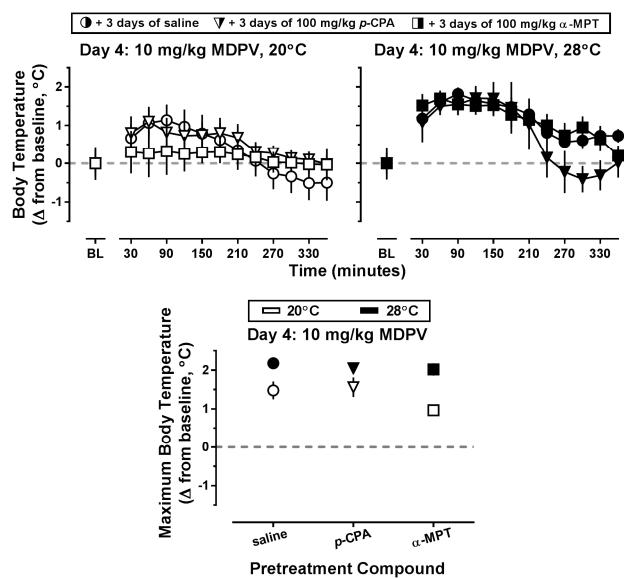 + 3 days of saline + 3 days of 100 mg/kg p-CPA + 3 days of 100 mg/kg α-MPT
Day 4: 10 mg/kg MDPV, 20°C Day 4: 10 mg/kg MDPV, 28°C
Body Temperature
(Δ from baseline, °C)
2
1
0
-1
2
1
0
-1
BL 30 90 150 210 270 330 BL 30 90 150 210 270 330
Time (minutes)
20°C 28°C
Day 4: 10 mg/kg MDPV
Maximum Body Temperature
(Δ from baseline, °C)
2
1
0
-1
saline p-CPA α-MPT
Pretreatment Compound